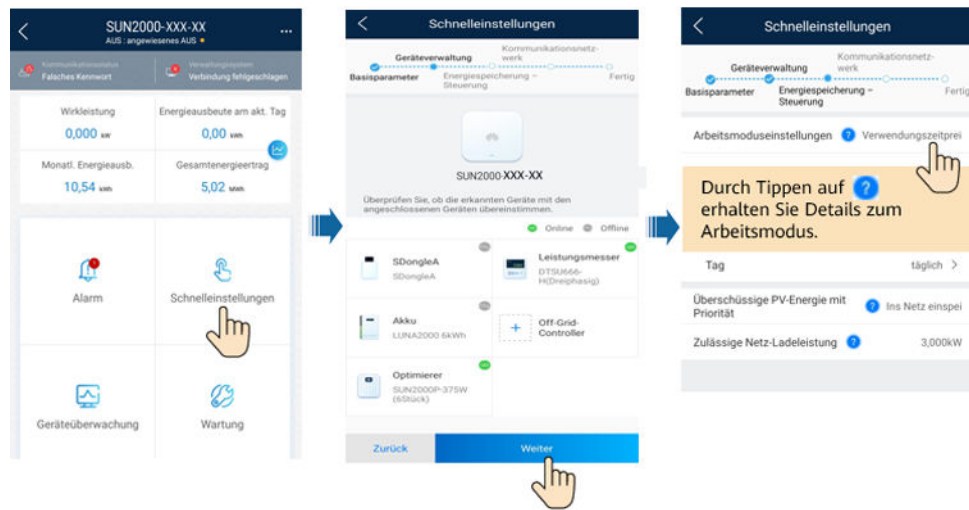 SUN2000-XXX-XX
AUS : angewiesenes AUS
Kommunikationsstatus
Falsches Kennwort
Verwaltungssystem
Verbindung fehlgeschlagen
Wirkleistung
0,000 kW
Energieausbeute am akt. Tag
0,00 kWh
Monatl. Energieausb.
10,54 kWh
Gesamtenergieertrag
5,02 MWh
Alarm
Schnelleinstellungen
Geräteüberwachung
Wartung
Schnelleinstellungen
Basisparameter
Geräteverwaltung
Energiespeicherung –
Steuerung
Kommunikationsnetz-
werk
Fertig
SUN2000-XXX-XX
Überprüfen Sie, ob die erkannten Geräte mit den
angeschlossenen Geräten übereinstimmen.
Online
Offline
SDongleA
SDongleA
Leistungsmesser
DTSU666-
H(Dreiphasig)
Akku
LUNA2000 6kWh
Off-Grid-
Controller
Optimierer
SUN2000P-375W
(6Stück)
Zurück
Weiter
Schnelleinstellungen
Basisparameter
Geräteverwaltung
Energiespeicherung –
Steuerung
Kommunikationsnetz-
werk
Fertig
Arbeitsmoduseinstellungen ? Verwendungszeitprei
Durch Tippen auf ?
erhalten Sie Details zum
Arbeitsmodus.
Tag täglich >
Überschüssige PV-Energie mit
Priorität ? Ins Netz einspei
Zulässige Netz-Ladeleistung ? 3,000kW